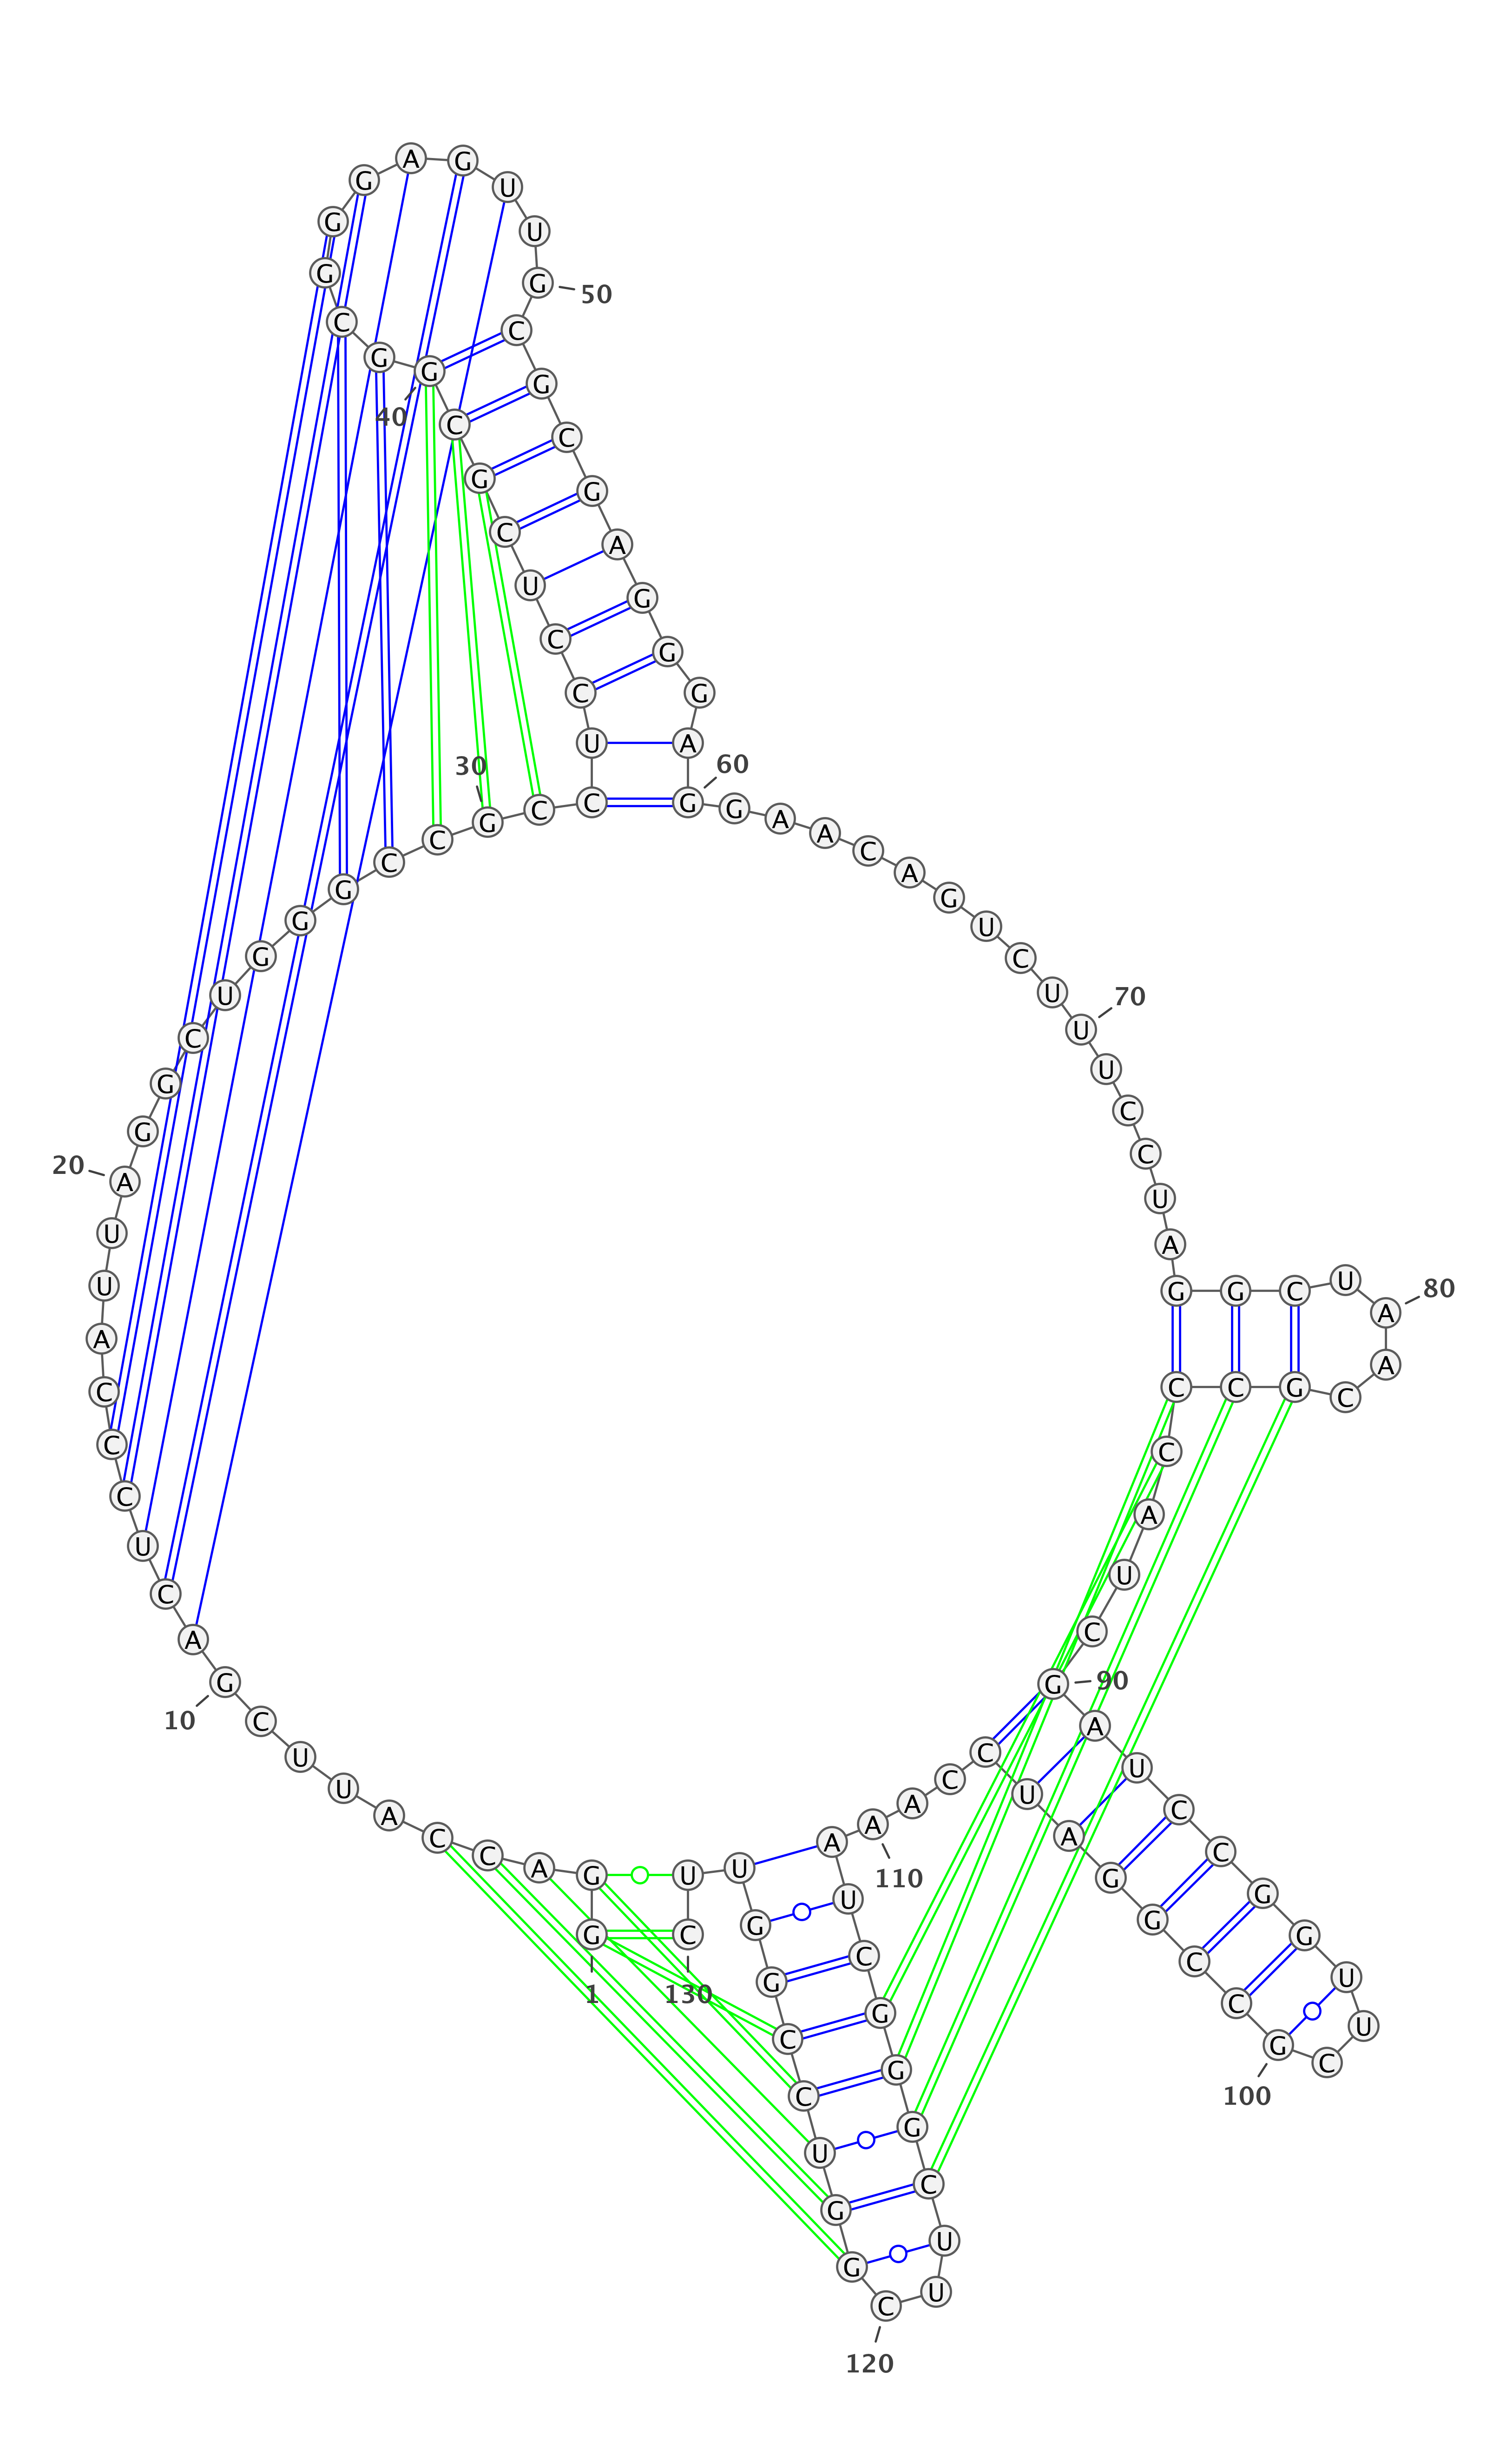 1
G G A C C A U U C G
10
A C U C C C A U U A
20
G G C U G G G C C G
30
C C U C C U C G C G
40
G C G G G A G U U G
50
C G C G A G G G A G
60
G A A C A G U C U U
70
U C C U A G G C U A
80
A C G C C C A U C G
90
A U C C G G U U C G
100
C C G G A U C C A A
110
A U C G G G C U U C
120
G G U C C G G U U C
130